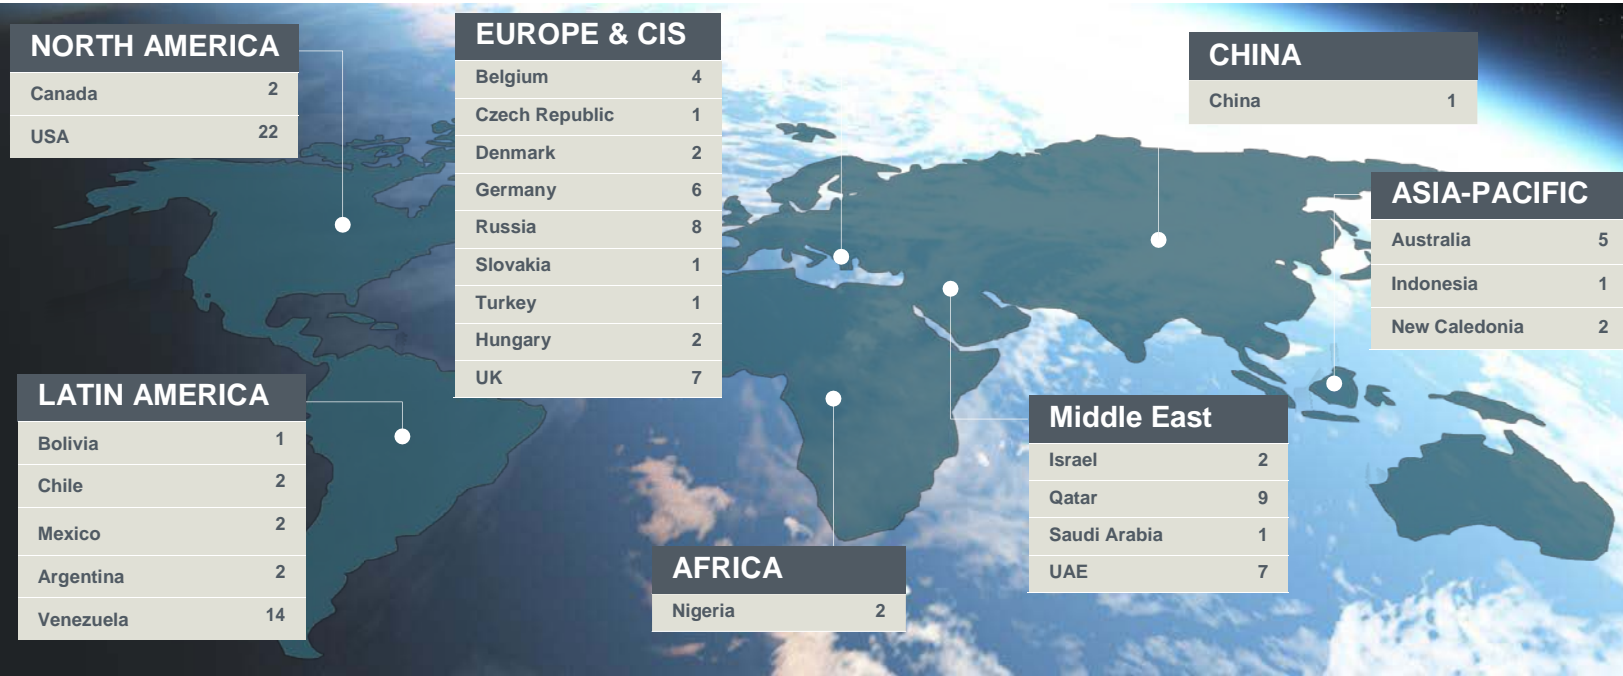 NORTH AMERICA
Canada 2
USA 22
EUROPE & CIS
Belgium 4
Czech Republic 1
Denmark 2
Germany 6
Russia 8
Slovakia 1
Turkey 1
Hungary 2
UK 7
CHINA
China 1
ASIA-PACIFIC
Australia 5
Indonesia 1
New Caledonia 2
LATIN AMERICA
Bolivia 1
Chile 2
Mexico 2
Argentina 2
Venezuela 14
AFRICA
Nigeria 2
Middle East
Israel 2
Qatar 9
Saudi Arabia 1
UAE 7